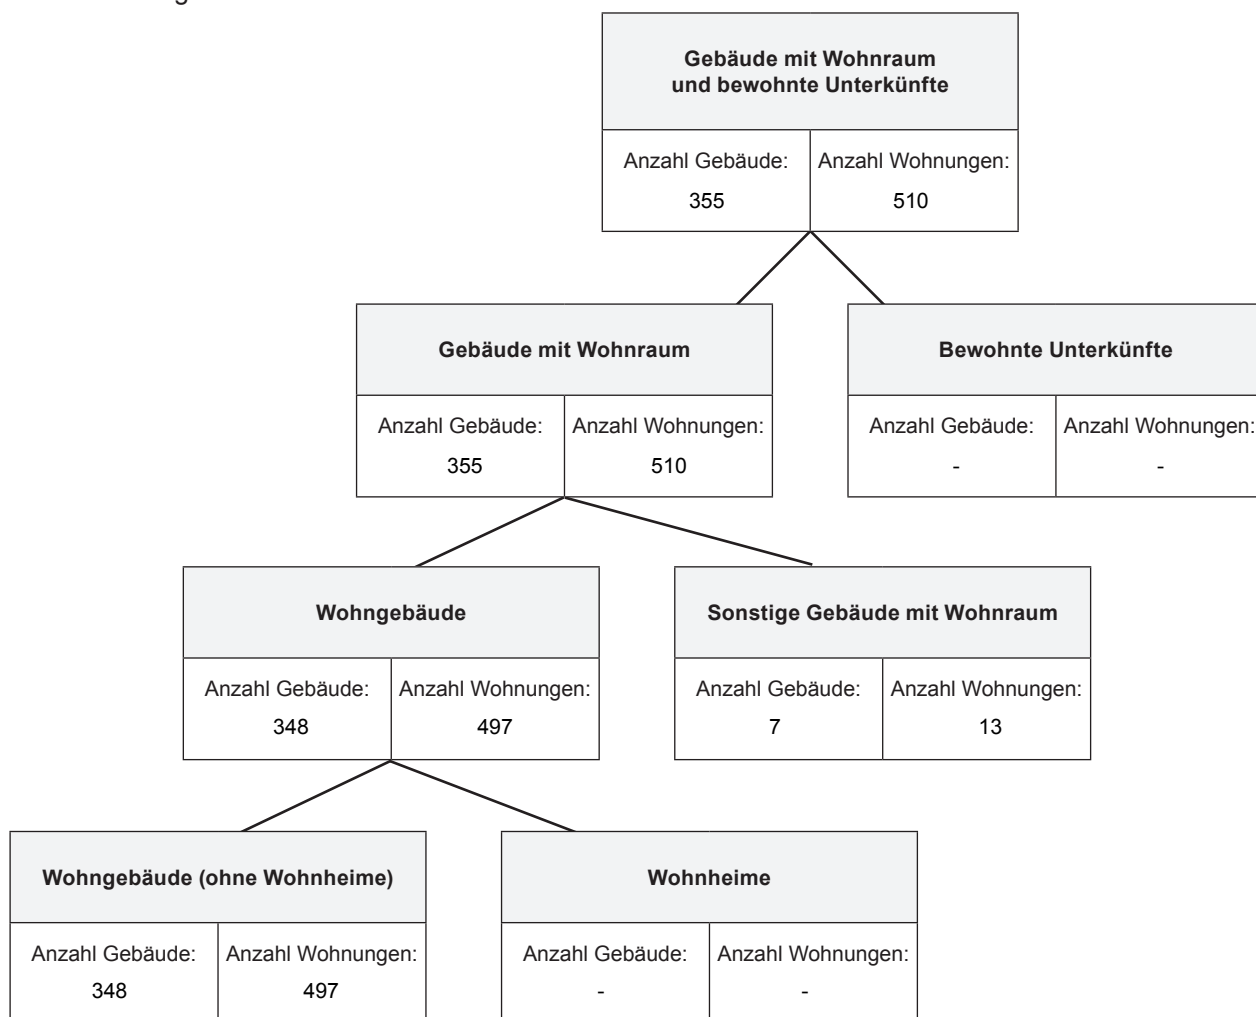 Gebäude mit Wohnraum
und bewohnte Unterkünfte
Anzahl Gebäude: Anzahl Wohnungen:
355 510
Gebäude mit Wohnraum Bewohnte Unterkünfte
Anzahl Gebäude: Anzahl Wohnungen: Anzahl Gebäude: Anzahl Wohnungen:
355 510 - -
Wohngebäude Sonstige Gebäude mit Wohnraum
Anzahl Gebäude: Anzahl Wohnungen: Anzahl Gebäude: Anzahl Wohnungen:
348 497 7 13
Wohngebäude (ohne Wohnheime) Wohnheime
Anzahl Gebäude: Anzahl Wohnungen: Anzahl Gebäude: Anzahl Wohnungen:
348 497 - -